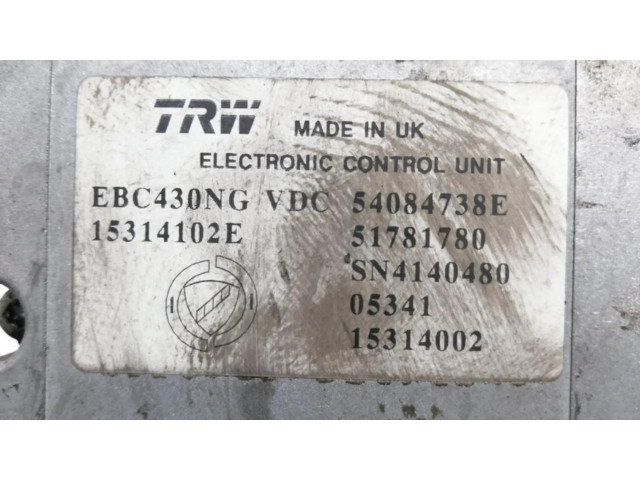 TRW MADE IN UK
ELECTRONIC CONTROL UNIT
EBC430NG VDC 54084738E
15314102E 51781780
SN4140480
05341
15314002